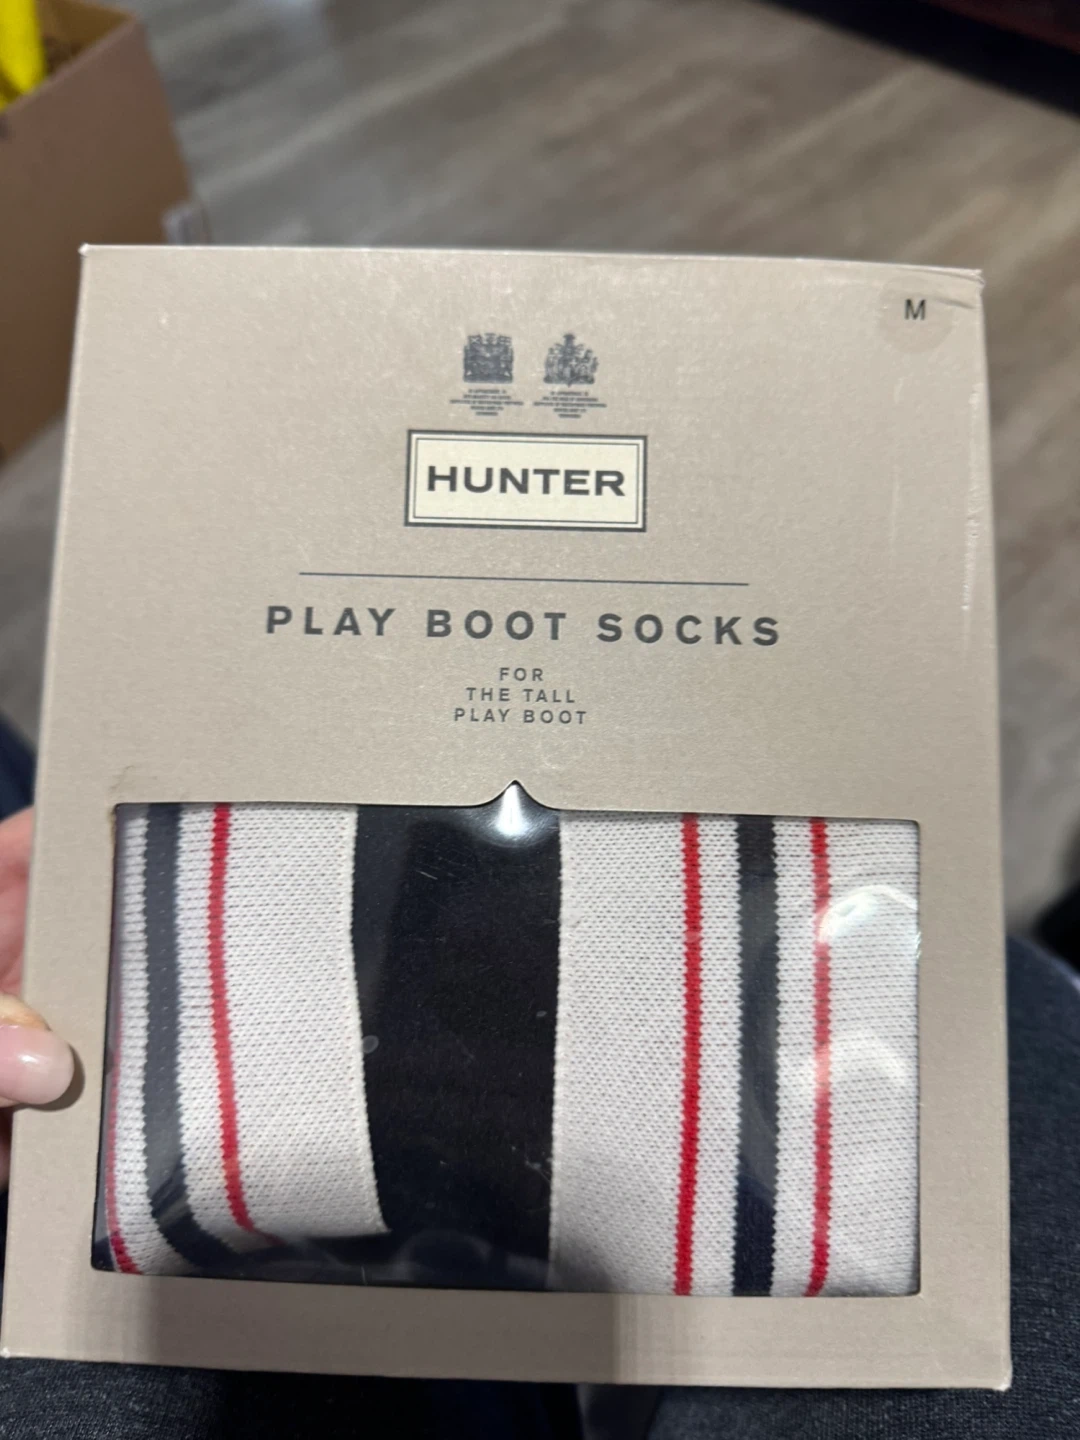 M
HUNTER
PLAY BOOT SOCKS
FOR
THE TALL
PLAY BOOT